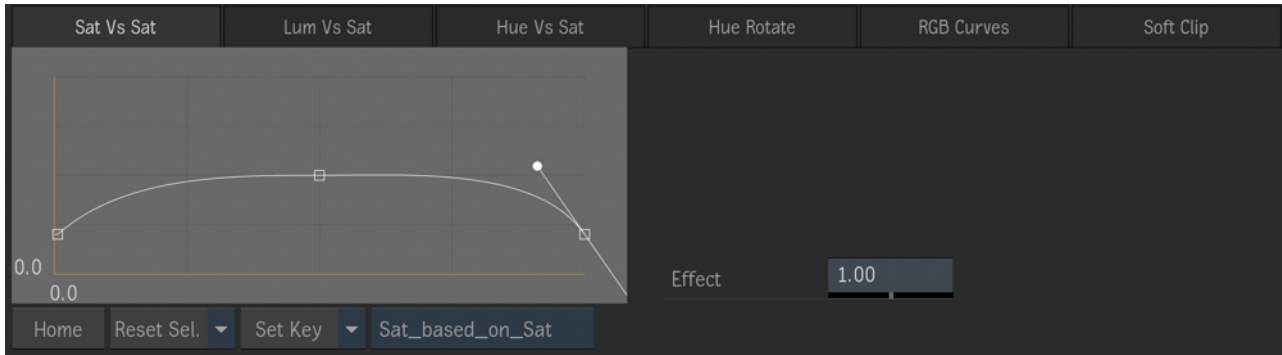 Sat Vs Sat Lum Vs Sat Hue Vs Sat Hue Rotate RGB Curves Soft Clip
0.0
0.0
Effect 1.00
Home Reset Sel. Set Key Sat_based_on_Sat